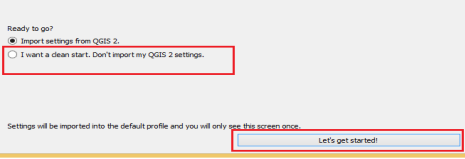 Ready to go?
Import settings from QGIS 2.
I want a clean start. Don't import my QGIS 2 settings.
Settings will be imported into the default profile and you will only see this screen once.
Let's get started!